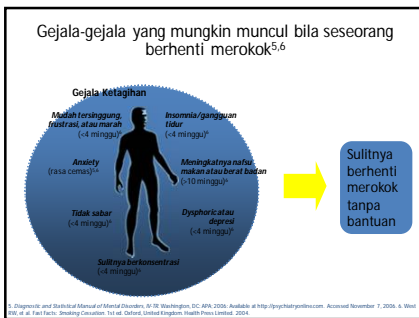 Gejala-gejala yang mungkin muncul bila seseorang
berhenti merokok5,6
Gejala Ketagihan
Mudah tersinggung,
frustrasi, atau marah
(<4 minggu)6
Insomnia/gangguan
tidur
(<4 minggu)6
Anxiety
(rasa cemas)5,6
Meningkatnya nafsu
makan atau berat badan
(>10 minggu)6
Tidak sabar
(<4 minggu)6
Dysphoric atau
depresi
(<4 minggu)6
Sulitnya berkonsentrasi
(<4 minggu)6
Sulitnya
berhenti
merokok
tanpa
bantuan
5. Diagnostic and Statistical Manual of Mental Disorders, IV-TR. Washington, DC: APA; 2006: Available at http://psychiatryonline.com. Accessed November 7, 2006. 6. West
RW, et al. Fast Facts: Smoking Cessation. 1st ed. Oxford, United Kingdom. Health Press Limited. 2004.